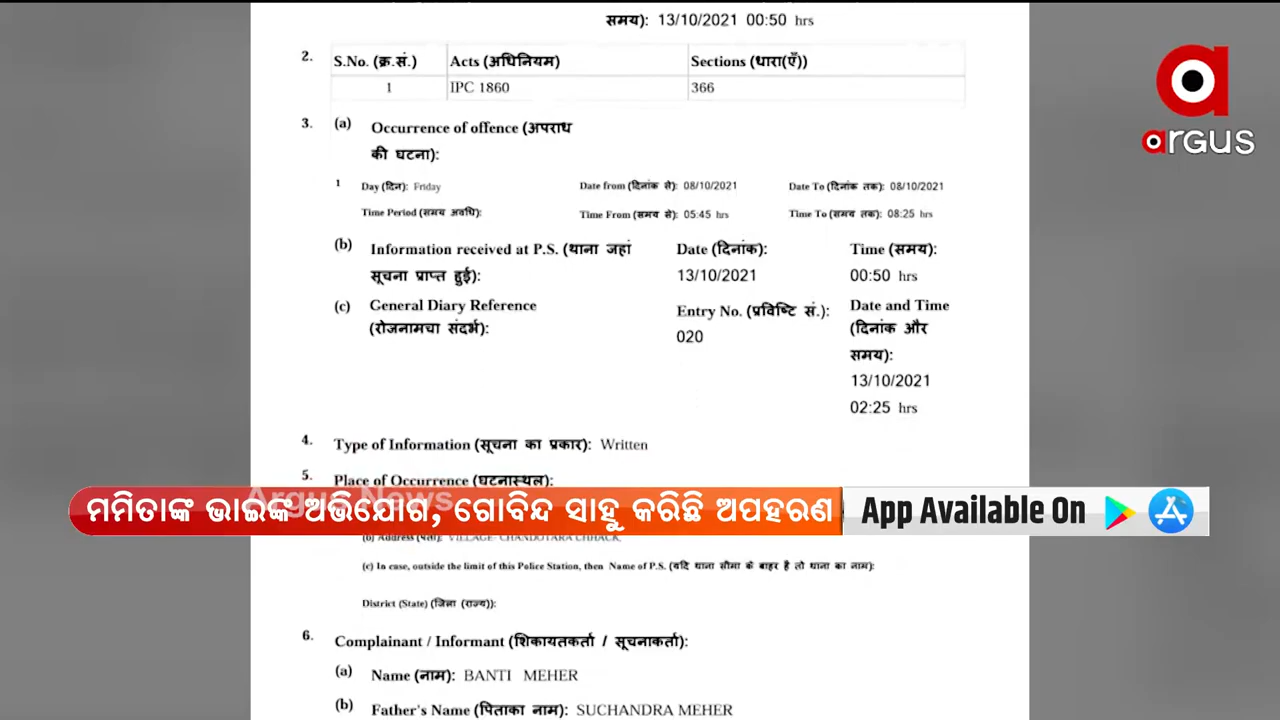 समय): 13/10/2021 00:50 hrs
2. S.No. (क्र.सं.) Acts (अधिनियम) Sections (धारा(एँ))
1 IPC 1860 366
3. (a) Occurrence of offence (अपराध
की घटना):
1 Day (दिन): Friday Date from (दिनांक से): 08/10/2021 Date To (दिनांक तक): 08/10/2021
Time Period (समय अवधि): Time From (समय से): 05:45 hrs Time To (समय तक): 08:25 hrs
(b) Information received at P.S. (थाना जहां Date (दिनांक): Time (समय):
सूचना प्राप्त हुई): 13/10/2021 00:50 hrs
(c) General Diary Reference Entry No. (प्रविष्टि सं.): Date and Time
(रोजनामचा संदर्भ): 020 (दिनांक और
समय):
13/10/2021
02:25 hrs
4. Type of Information (सूचना का प्रकार): Written
5. Place of Occurrence (घटनास्थल):
Argus News
ମମିତାଙ୍କ ଭାଇଙ୍କ ଅଭିଯୋଗ, ଗୋବିନ୍ଦ ସାହୁ କରିଛି ଅପହରଣ App Available On
(b) Address (पता): VILLAGE- CHANDOTARA CHHACK,
(c) In case, outside the limit of this Police Station, then Name of P.S. (यदि थाना सीमा के बाहर है तो थाना का नाम):
District (State) (जिला (राज्य)):
6. Complainant / Informant (शिकायतकर्ता / सूचनाकर्ता):
(a) Name (नाम): BANTI MEHER
(b) Father's Name (पिताका नाम): SUCHANDRA MEHER
argus